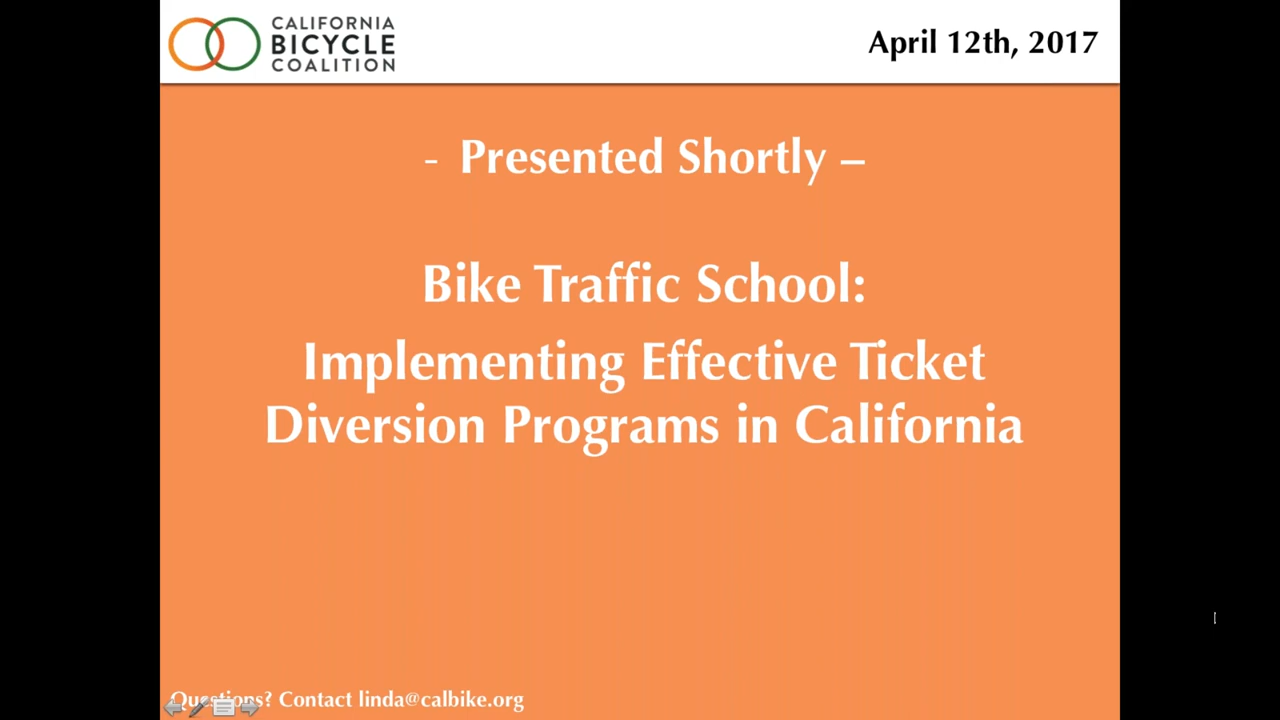 CALIFORNIA
BICYCLE
COALITION
April 12th, 2017
- Presented Shortly –
Bike Traffic School:
Implementing Effective Ticket
Diversion Programs in California
Questions? Contact linda@calbike.org